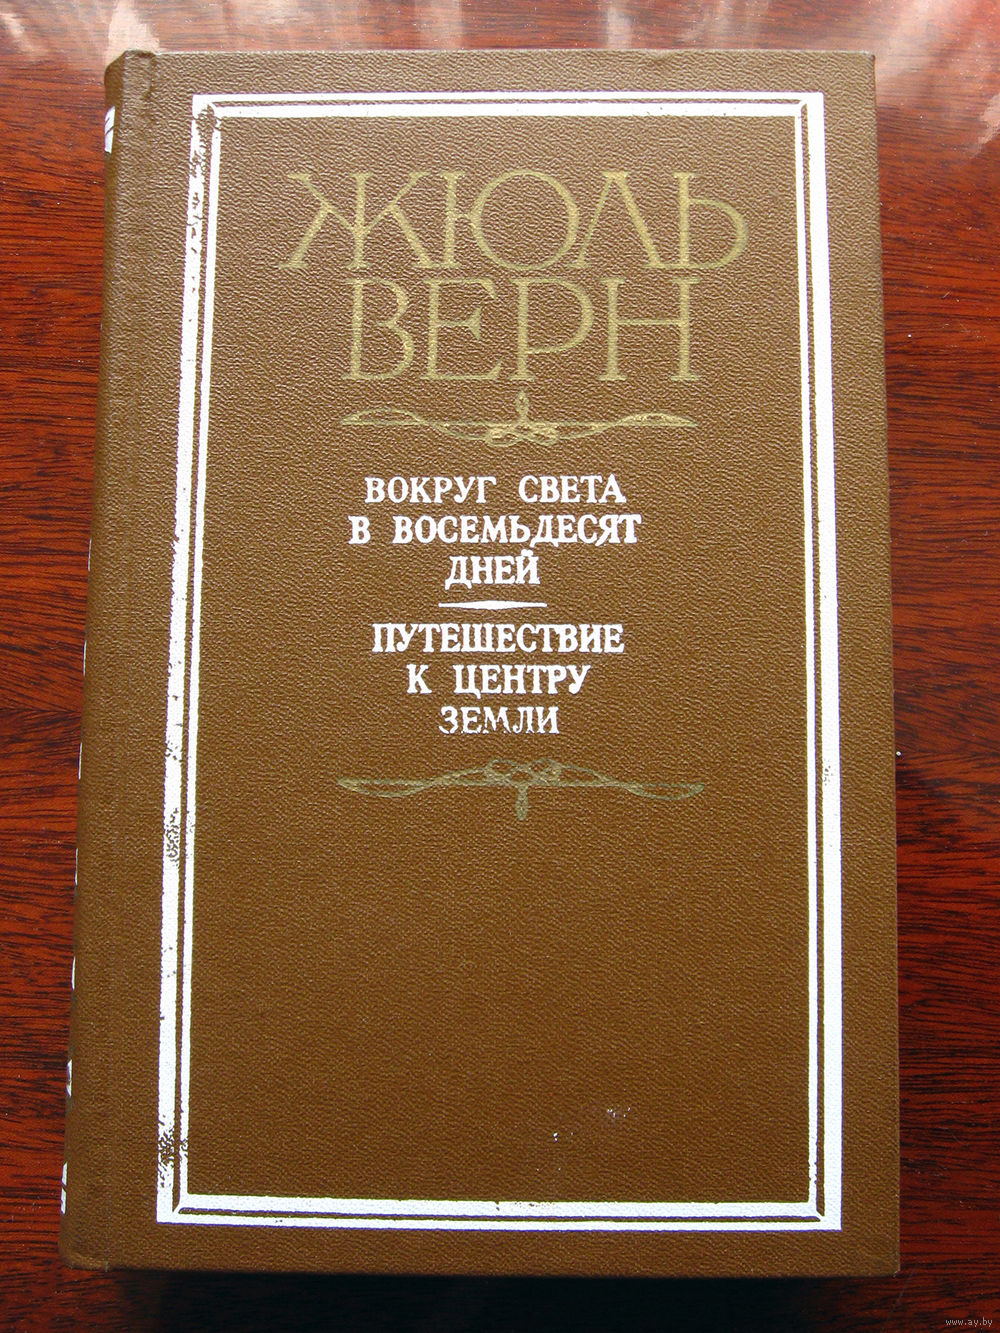 ЖЮЛЬ
ВЕРН
ВОКРУГ СВЕТА
В ВОСЕМЬДЕСЯТ
ДНЕЙ
ПУТЕШЕСТВИЕ
К ЦЕНТРУ
ЗЕМЛИ
www.ay.by